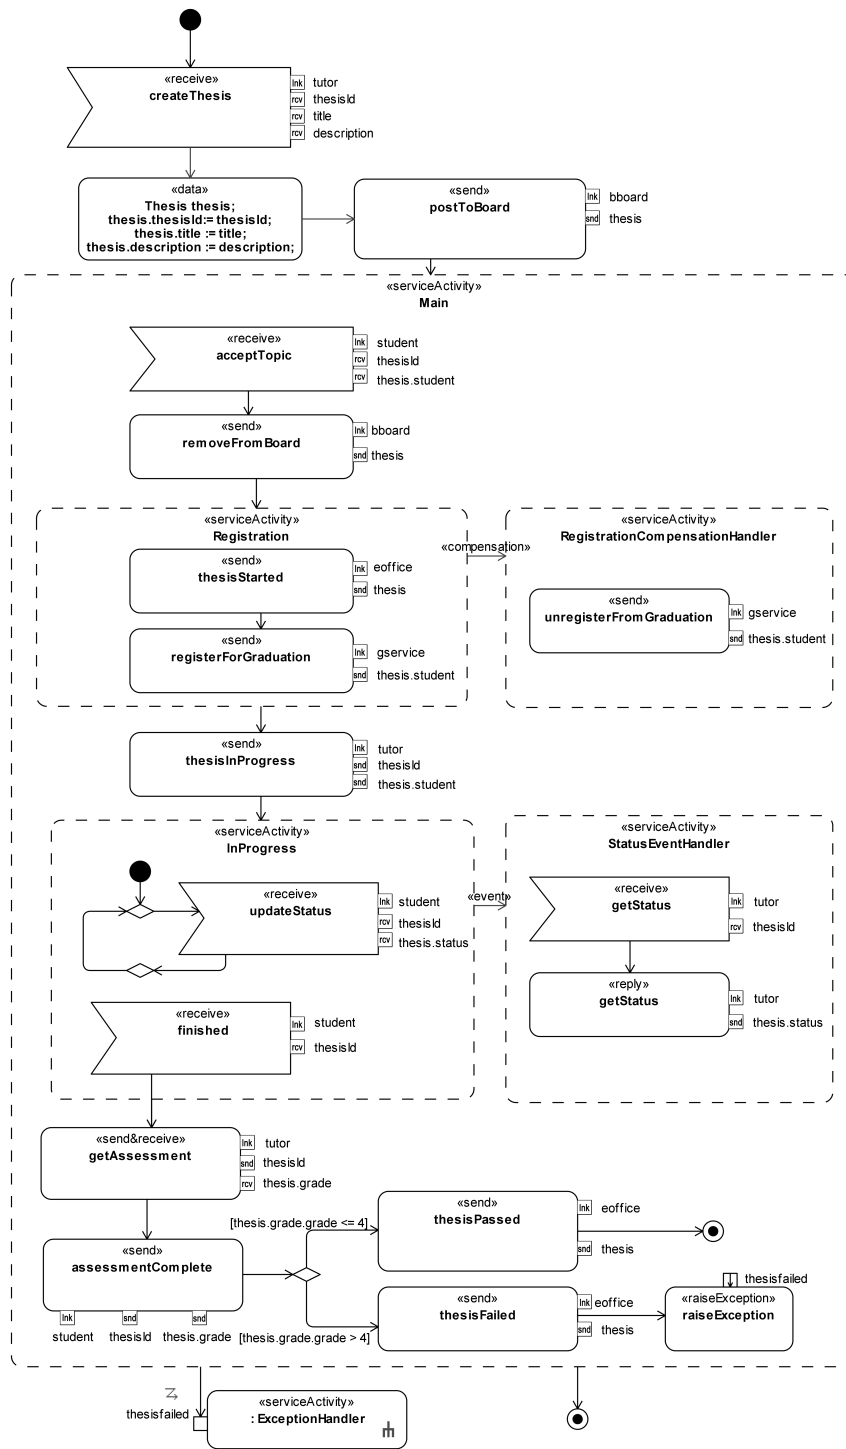 «receive»
createThesis
lnk tutor
rcv thesisId
rcv title
rcv description
«data»
Thesis thesis;
thesis.thesisId:= thesisId;
thesis.title := title;
thesis.description := description;
«send»
postToBoard
lnk bboard
snd thesis
«serviceActivity»
Main
«receive»
acceptTopic
lnk student
rcv thesisId
rcv thesis.student
«send»
removeFromBoard
lnk bboard
snd thesis
«serviceActivity»
Registration
«send»
thesisStarted
lnk eoffice
snd thesis
«send»
registerForGraduation
lnk gservice
snd thesis.student
«compensation»
«serviceActivity»
RegistrationCompensationHandler
«send»
unregisterFromGraduation
lnk gservice
snd thesis.student
«send»
thesisInProgress
lnk tutor
snd thesisId
snd thesis.student
«serviceActivity»
InProgress
«receive»
updateStatus
lnk student
rcv thesisId
rcv thesis.status
«receive»
finished
lnk student
rcv thesisId
«event»
«serviceActivity»
StatusEventHandler
«receive»
getStatus
lnk tutor
rcv thesisId
«reply»
getStatus
lnk tutor
snd thesis.status
«send&receive»
getAssessment
lnk tutor
snd thesisId
rcv thesis.grade
«send»
assessmentComplete
lnk snd snd
student thesisId thesis.grade
[thesis.grade.grade <= 4]
«send»
thesisPassed
lnk eoffice
snd thesis
[thesis.grade.grade > 4]
«send»
thesisFailed
lnk eoffice
snd thesis
thesisfailed
«raiseException»
raiseException
thesisfailed
«serviceActivity»
: ExceptionHandler